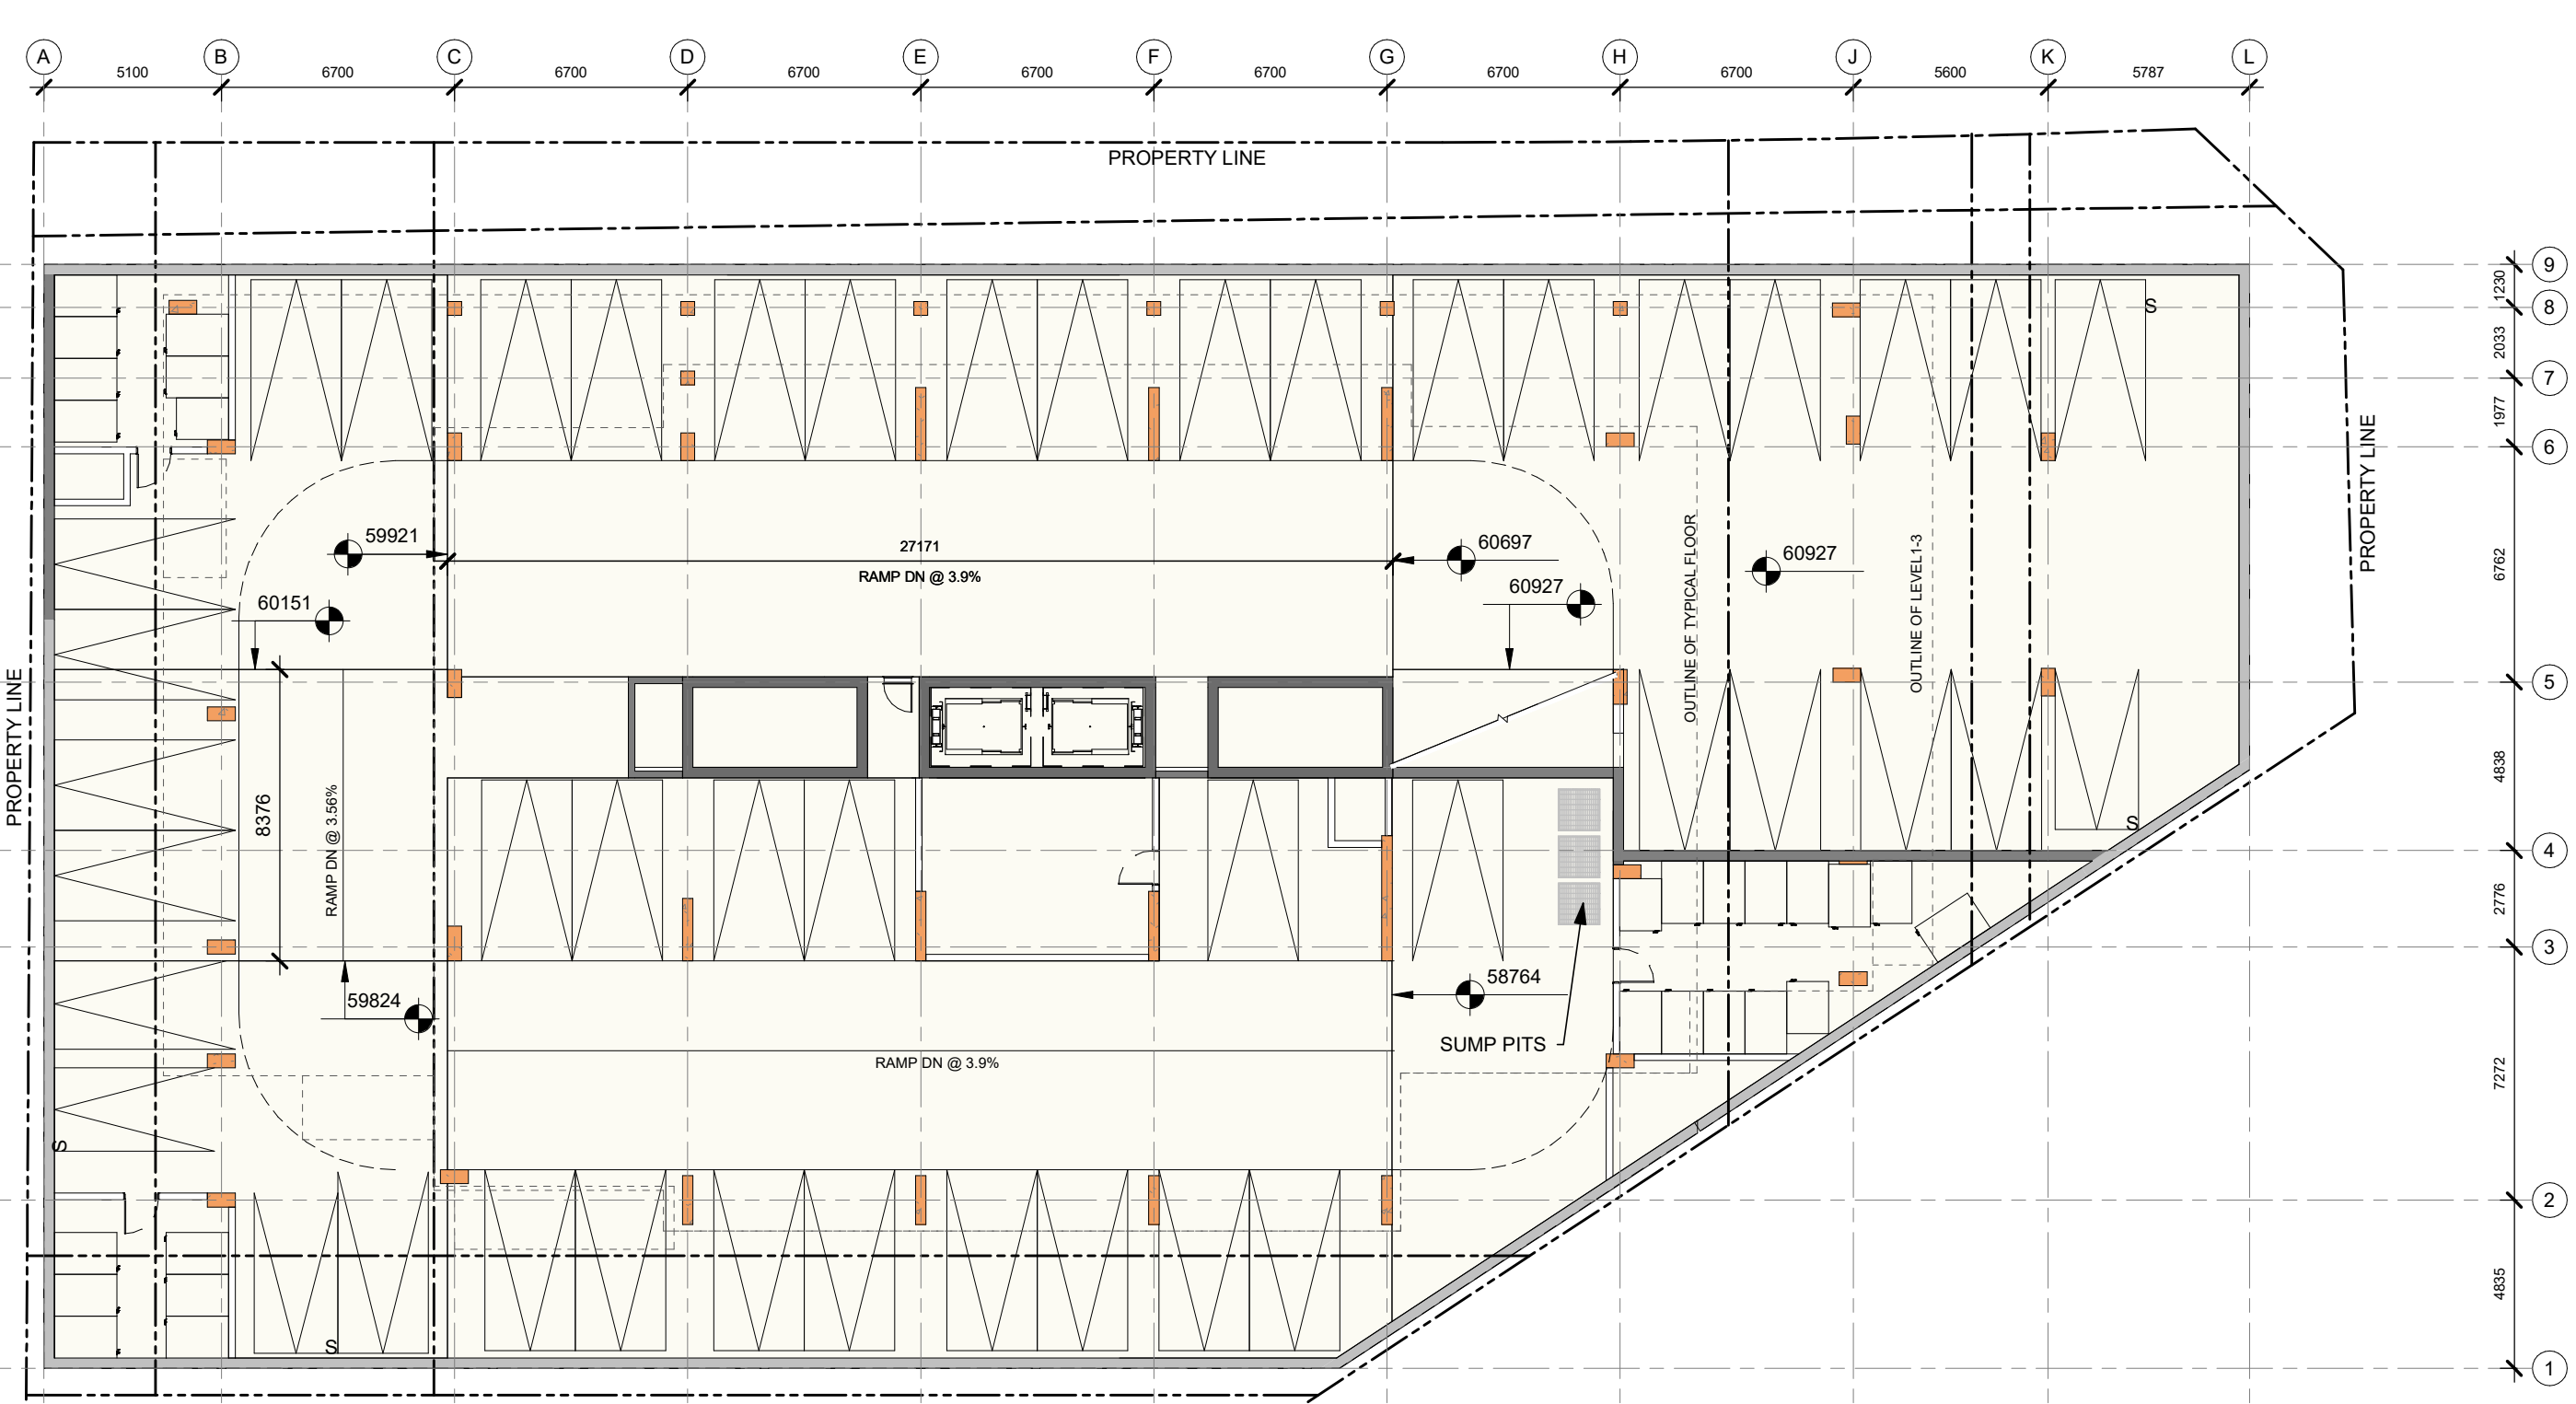 A B C D E F G H J K L
5100 6700 6700 6700 6700 6700 6700 6700 5600 5787
PROPERTY LINE
9
1230
8
S
2033
7
1977
6
PROPERTY LINE
59921
27171
RAMP DN @ 3.9%
60697
60927
60927
OUTLINE OF TYPICAL FLOOR
OUTLINE OF LEVEL1-3
6762
60151
5
PROPERTY LINE
8376
RAMP DN @ 3.56%
4838
S
4
2776
3
59824
58764
SUMP PITS
RAMP DN @ 3.9%
7272
S
2
4835
S
1